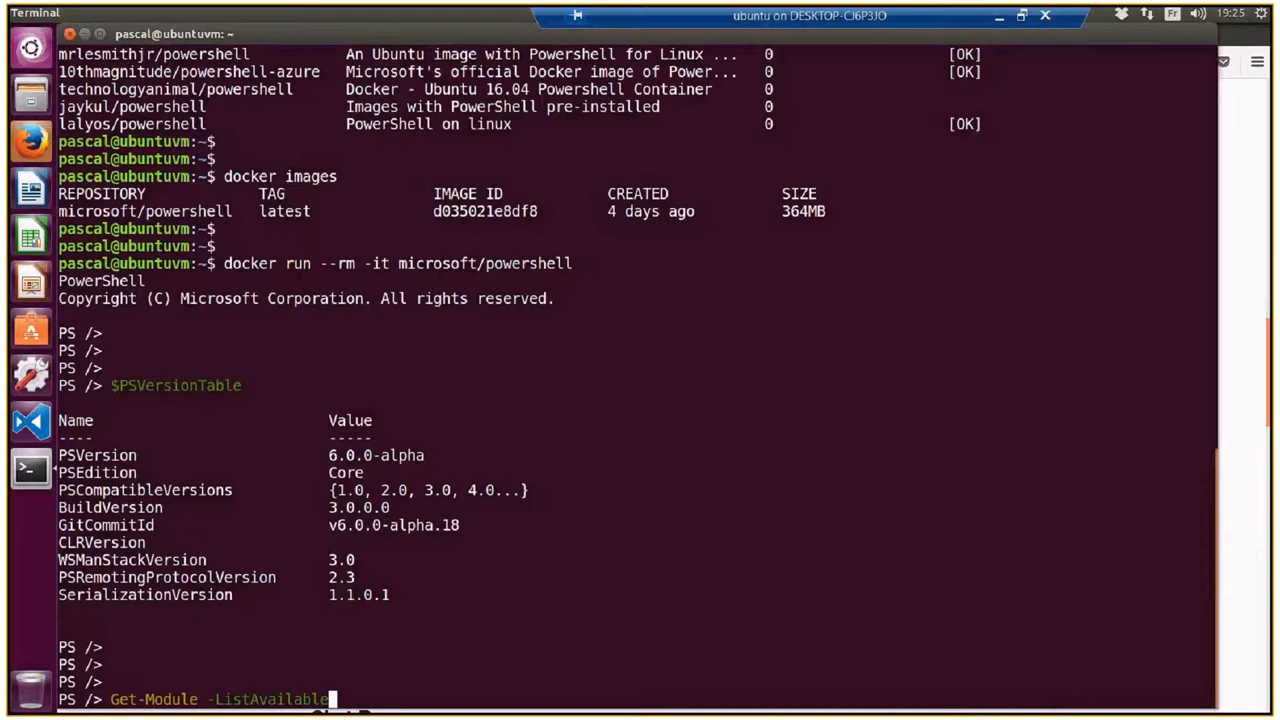 Terminal
ubuntu on DESKTOP-CJ6P3JO
Fr
19:25
pascal@ubuntuvm: ~
mrlesmithjr/powershell An Ubuntu image with Powershell for Linux ... 0 [OK]
10thmagnitude/powershell-azure Microsoft's official Docker image of Power... 0 [OK]
technologyanimal/powershell Docker - Ubuntu 16.04 Powershell Container 0
jaykul/powershell Images with PowerShell pre-installed 0
lalyos/powershell PowerShell on linux 0 [OK]
pascal@ubuntuvm:~$
pascal@ubuntuvm:~$
pascal@ubuntuvm:~$ docker images
REPOSITORY TAG IMAGE ID CREATED SIZE
microsoft/powershell latest d035021e8df8 4 days ago 364MB
pascal@ubuntuvm:~$
pascal@ubuntuvm:~$
pascal@ubuntuvm:~$ docker run --rm -it microsoft/powershell
PowerShell
Copyright (C) Microsoft Corporation. All rights reserved.
PS />
PS />
PS />
PS /> $PSVersionTable
Name Value
---- -----
PSVersion 6.0.0-alpha
PSEdition Core
PSCompatibleVersions {1.0, 2.0, 3.0, 4.0...}
BuildVersion 3.0.0.0
GitCommitId v6.0.0-alpha.18
CLRVersion
WSManStackVersion 3.0
PSRemotingProtocolVersion 2.3
SerializationVersion 1.1.0.1
PS />
PS />
PS />
PS /> Get-Module -ListAvailable